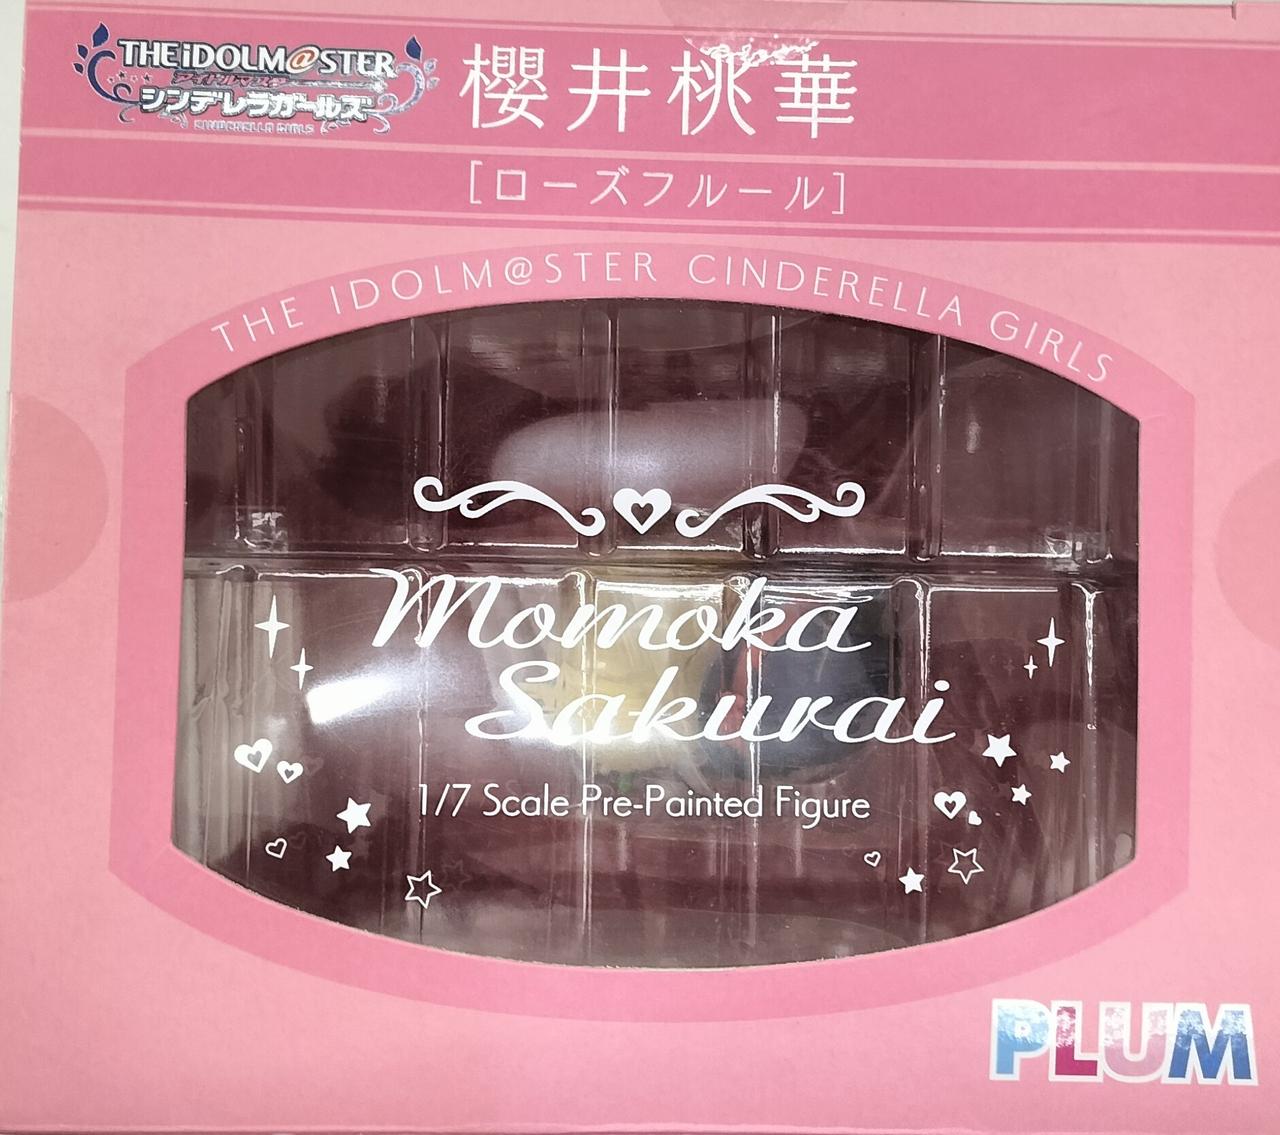 THE iDOLM@STER
アイドルマスター
シンデレラガールズ
CINDERELLA GIRLS
櫻井桃華
[ローズフルール]
THE IDOLM@STER CINDERELLA GIRLS
Momoka
Sakurai
1/7 Scale Pre-Painted Figure
PLUM